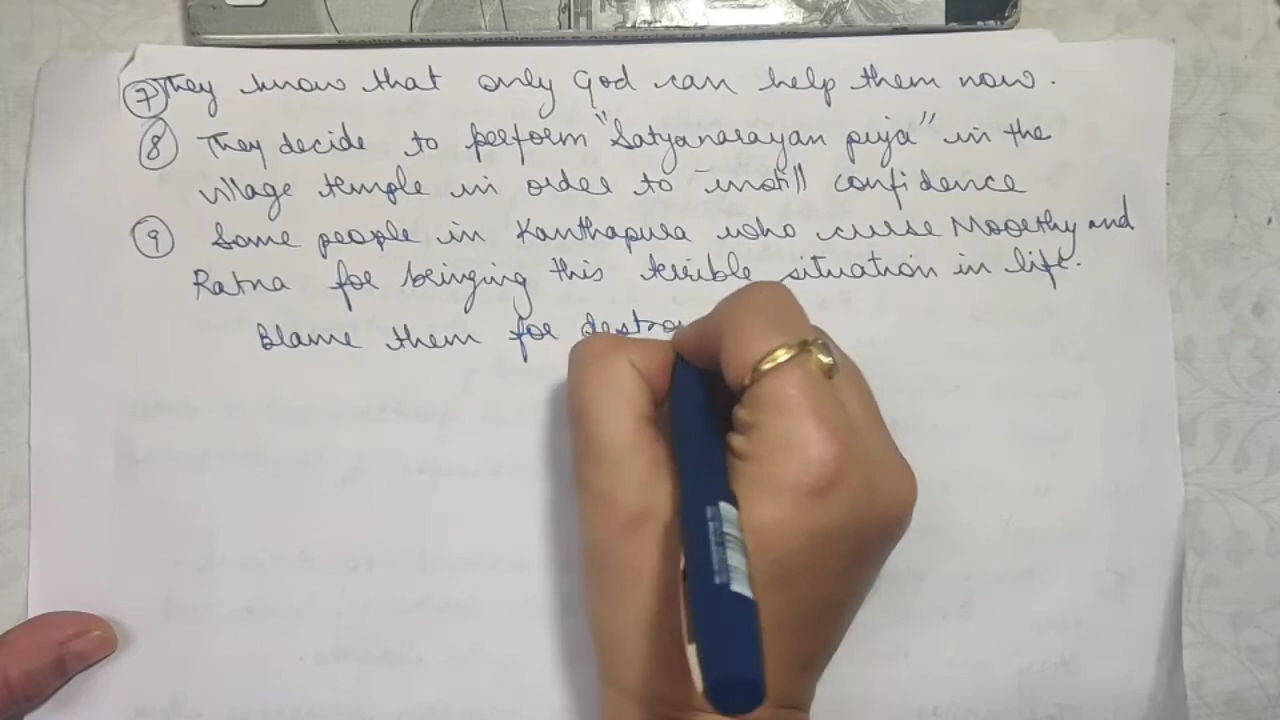 7 They know that only God can help them now.
8 They decide to perform "Satyanarayan puja" in the
village temple in order to instill confidence
9 Some people in Kanthapura who curse Moorthy and
Ratna for bringing this terrible situation in life.
Blame them for destroy